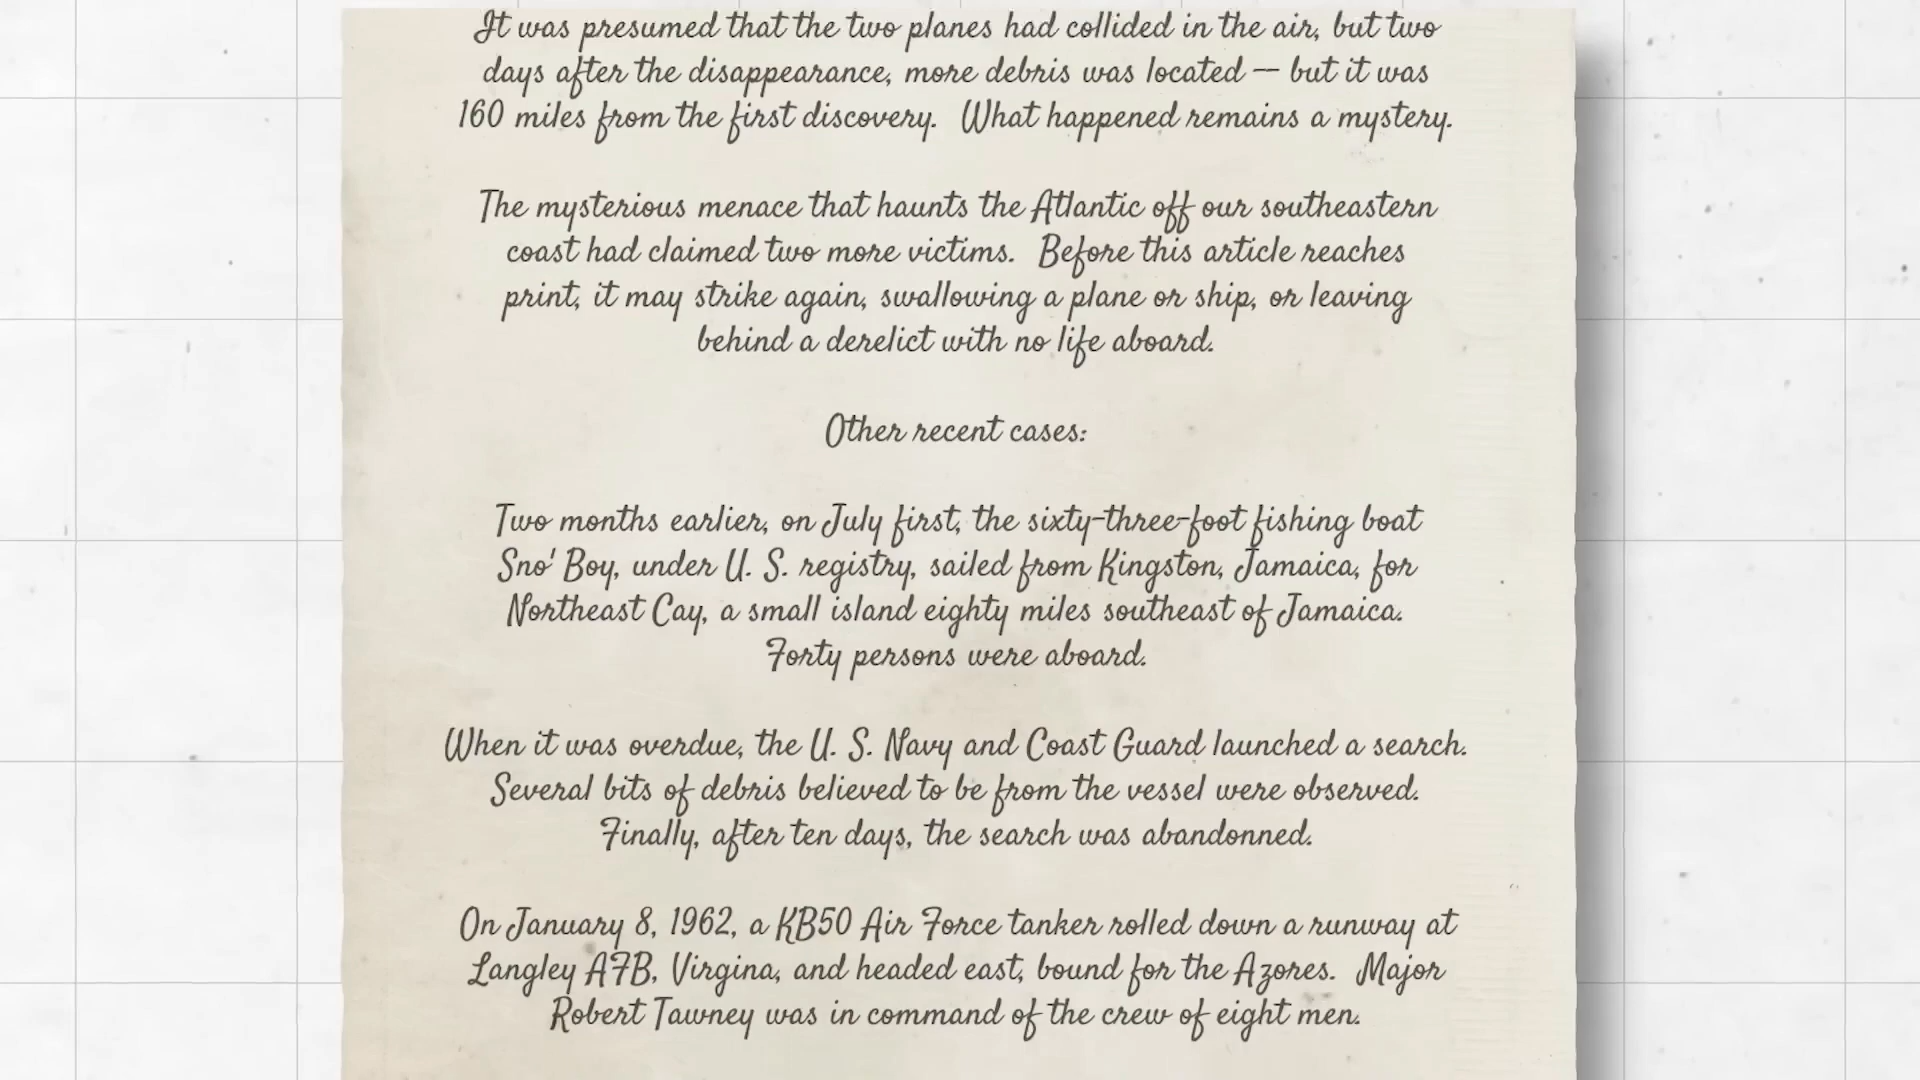 It was presumed that the two planes had collided in the air, but two
days after the disappearance, more debris was located — but it was
160 miles from the first discovery. What happened remains a mystery.
The mysterious menace that haunts the Atlantic off our southeastern
coast had claimed two more victims. Before this article reaches
print, it may strike again, swallowing a plane or ship, or leaving
behind a derelict with no life aboard.
Other recent cases:
Two months earlier, on July first, the sixty-three-foot fishing boat
Sno' Boy, under U. S. registry, sailed from Kingston, Jamaica, for
Northeast Cay, a small island eighty miles southeast of Jamaica.
Forty persons were aboard.
When it was overdue, the U. S. Navy and Coast Guard launched a search.
Several bits of debris believed to be from the vessel were observed.
Finally, after ten days, the search was abandonned.
On January 8, 1962, a KB50 Air Force tanker rolled down a runway at
Langley AFB, Virgina, and headed east, bound for the Azores. Major
Robert Tawney was in command of the crew of eight men.